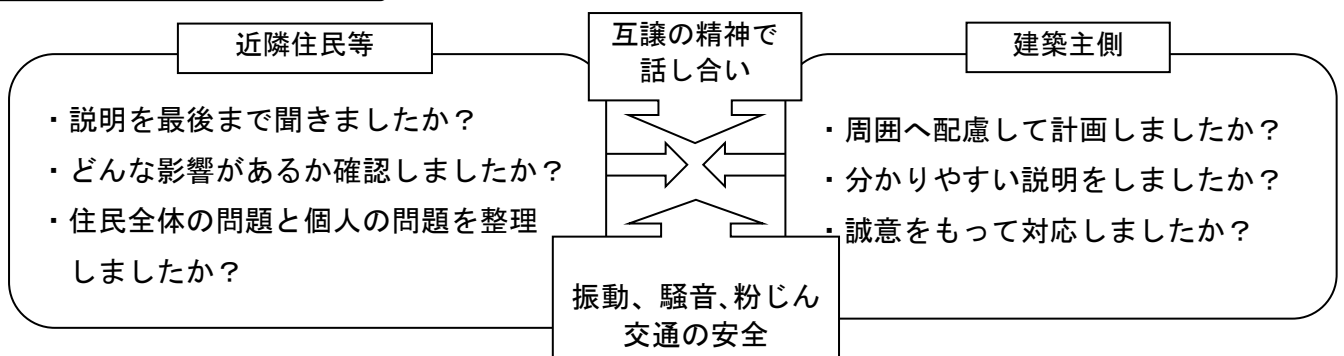 近隣住民等
・説明を最後まで聞きましたか？
・どんな影響があるか確認しましたか？
・住民全体の問題と個人の問題を整理
しましたか？
互譲の精神で
話し合い
振動、騒音、粉じん
交通の安全
建築主側
・周囲へ配慮して計画しましたか？
・分かりやすい説明をしましたか？
・誠意をもって対応しましたか？